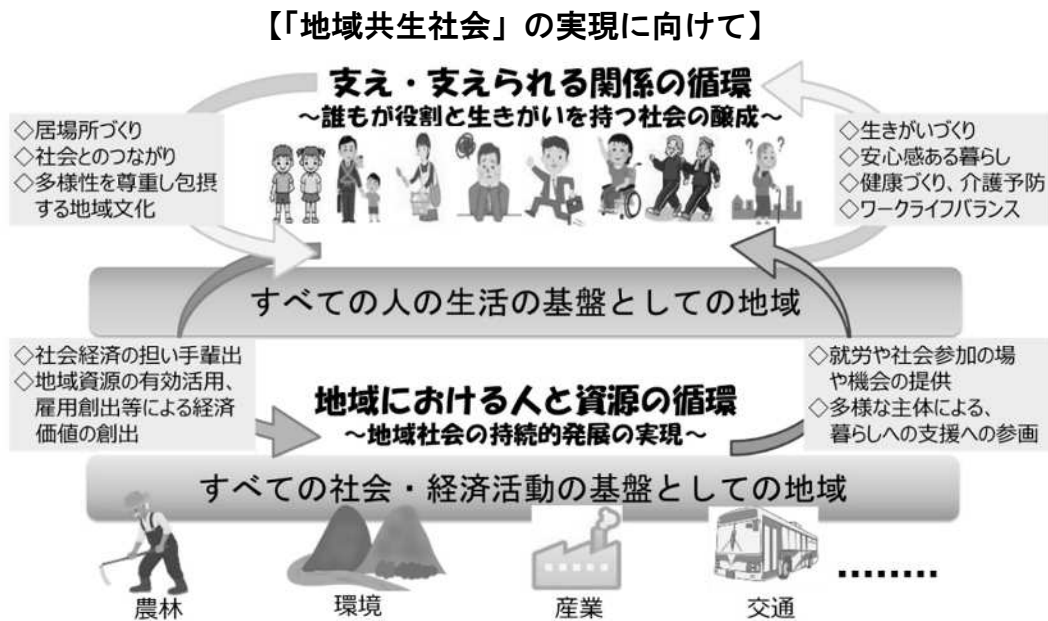 【「地域共生社会」の実現に向けて】
支え・支えられる関係の循環
~誰もが役割と生きがいを持つ社会の醸成~
◇居場所づくり
◇社会とのつながり
◇多様性を尊重し包摂
する地域文化
◇生きがいづくり
◇安心感ある暮らし
◇健康づくり、介護予防
◇ワークライフバランス
? ?
すべての人の生活の基盤としての地域
◇社会経済の担い手輩出
◇地域資源の有効活用、
雇用創出等による経済
価値の創出
◇就労や社会参加の場
や機会の提供
◇多様な主体による、
暮らしへの支援への参画
地域における人と資源の循環
~地域社会の持続的発展の実現~
すべての社会・経済活動の基盤としての地域
農林
環境
産業
交通
………